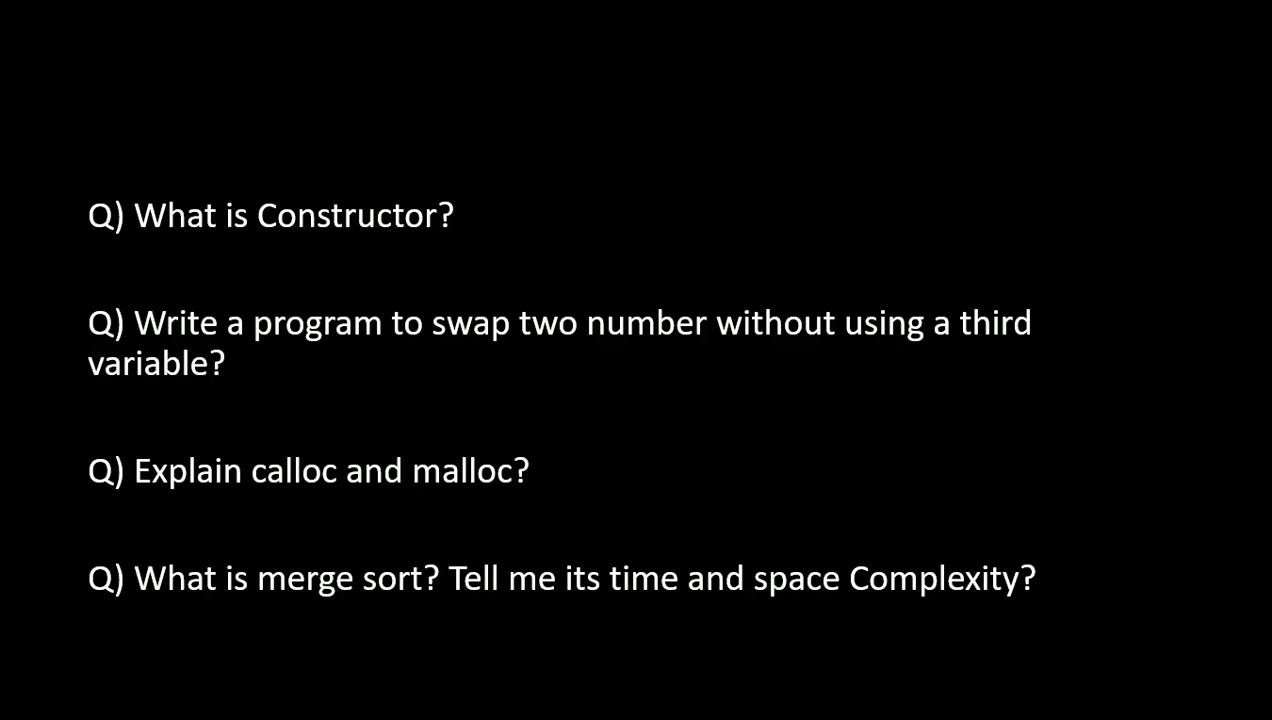 Q) What is Constructor?
Q) Write a program to swap two number without using a third
variable?
Q) Explain calloc and malloc?
Q) What is merge sort? Tell me its time and space Complexity?